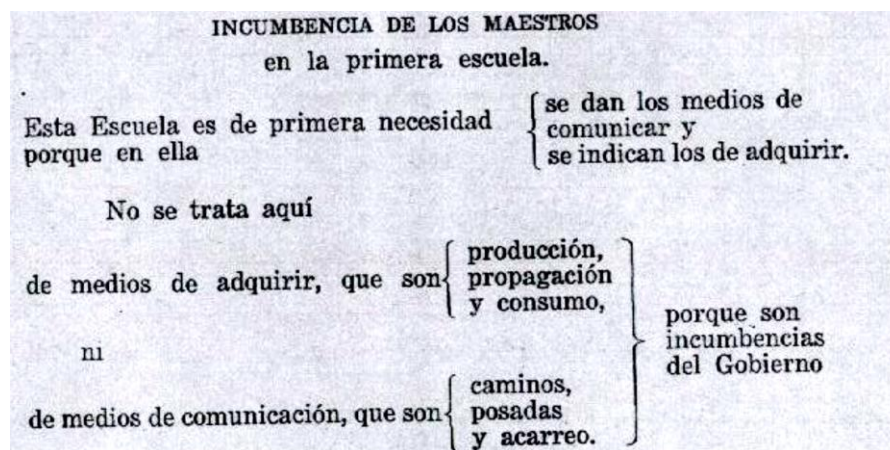 INCUMBENCIA DE LOS MAESTROS
en la primera escuela.
Esta Escuela es de primera necesidad
porque en ella
se dan los medios de
comunicar y
se indican los de adquirir.
No se trata aquí
de medios de adquirir, que son
producción,
propagación
y consumo,
ni
de medios de comunicación, que son
caminos,
posadas
y acarreo.
porque son
incumbencias
del Gobierno